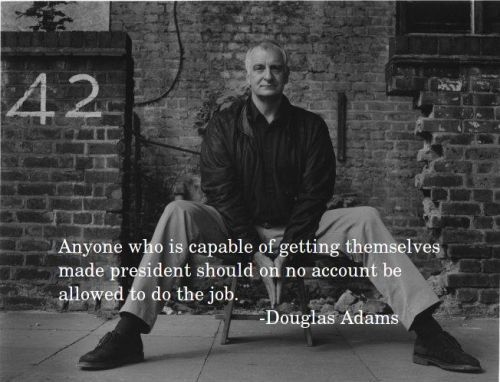 42
Anyone who is capable of getting themselves
made president should on no account be
allowed to do the job.
-Douglas Adams